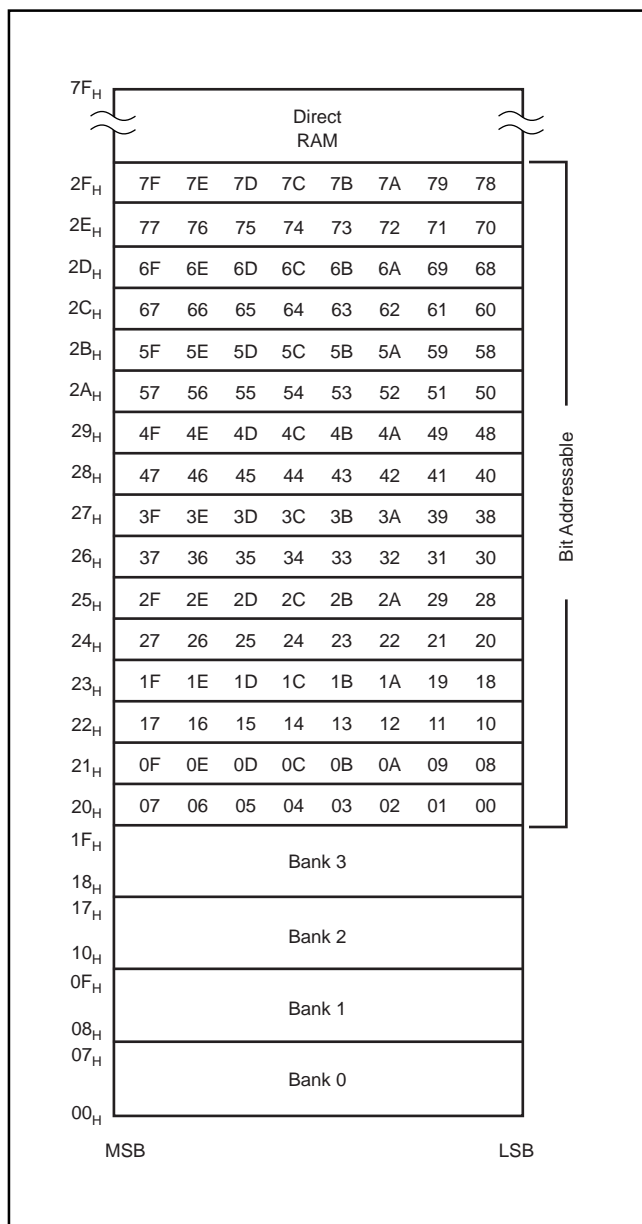 7FH
Direct
RAM
2FH 7F 7E 7D 7C 7B 7A 79 78
2EH 77 76 75 74 73 72 71 70
2DH 6F 6E 6D 6C 6B 6A 69 68
2CH 67 66 65 64 63 62 61 60
2BH 5F 5E 5D 5C 5B 5A 59 58
2AH 57 56 55 54 53 52 51 50
29H 4F 4E 4D 4C 4B 4A 49 48
28H 47 46 45 44 43 42 41 40
27H 3F 3E 3D 3C 3B 3A 39 38
26H 37 36 35 34 33 32 31 30
25H 2F 2E 2D 2C 2B 2A 29 28
24H 27 26 25 24 23 22 21 20
23H 1F 1E 1D 1C 1B 1A 19 18
22H 17 16 15 14 13 12 11 10
21H 0F 0E 0D 0C 0B 0A 09 08
20H 07 06 05 04 03 02 01 00
Bit Addressable
1FH
Bank 3
18H
17H
Bank 2
10H
0FH
Bank 1
08H
07H
Bank 0
00H
MSB LSB